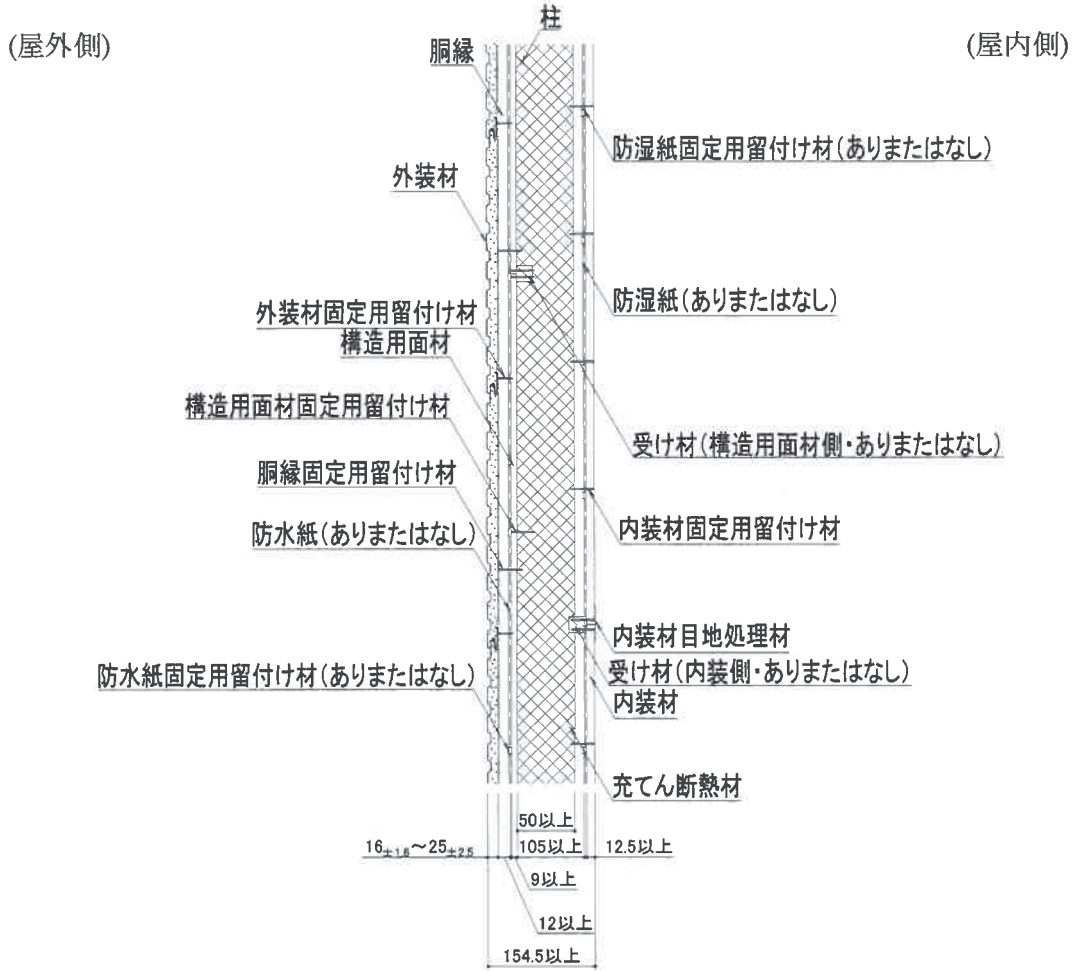 柱
(屋外側)
(屋内側)
胴縁
防湿紙固定用留付け材(ありまたはなし)
外装材
防湿紙(ありまたはなし)
外装材固定用留付け材
構造用面材
構造用面材固定用留付け材
受け材(構造用面材側・ありまたはなし)
胴縁固定用留付け材
内装材固定用留付け材
防水紙(ありまたはなし)
内装材目地処理材
防水紙固定用留付け材(ありまたはなし)
受け材(内装側・ありまたはなし)
内装材
充てん断熱材
50以上
16±1.6～25±2.5
105以上
12.5以上
9以上
12以上
154.5以上